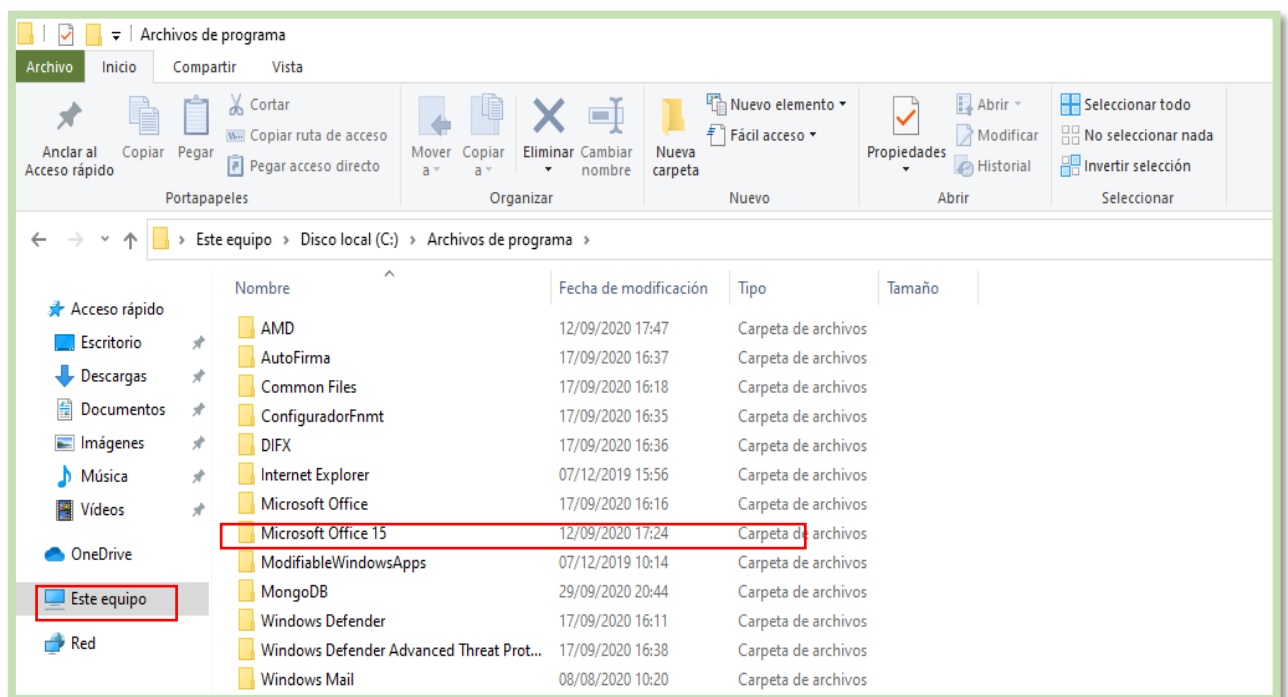 Archivos de programa
Archivo Inicio Compartir Vista
Anclar al Acceso rápido
Copiar
Pegar
Cortar
Copiar ruta de acceso
Pegar acceso directo
Portapapeles
Mover a
Copiar a
Eliminar
Cambiar nombre
Organizar
Nueva carpeta
Nuevo elemento
Fácil acceso
Nuevo
Propiedades
Abrir
Modificar
Historial
Abrir
Seleccionar todo
No seleccionar nada
Invertir selección
Seleccionar
Este equipo > Disco local (C:) > Archivos de programa >
Acceso rápido
Escritorio
Descargas
Documentos
Imágenes
Música
Vídeos
OneDrive
Este equipo
Red
Nombre Fecha de modificación Tipo Tamaño
AMD 12/09/2020 17:47 Carpeta de archivos
AutoFirma 17/09/2020 16:37 Carpeta de archivos
Common Files 17/09/2020 16:18 Carpeta de archivos
ConfiguradorFnmt 17/09/2020 16:35 Carpeta de archivos
DIFX 17/09/2020 16:36 Carpeta de archivos
Internet Explorer 07/12/2019 15:56 Carpeta de archivos
Microsoft Office 17/09/2020 16:16 Carpeta de archivos
Microsoft Office 15 12/09/2020 17:24 Carpeta de archivos
ModifiableWindowsApps 07/12/2019 10:14 Carpeta de archivos
MongoDB 29/09/2020 20:44 Carpeta de archivos
Windows Defender 17/09/2020 16:11 Carpeta de archivos
Windows Defender Advanced Threat Prot... 17/09/2020 16:38 Carpeta de archivos
Windows Mail 08/08/2020 10:20 Carpeta de archivos